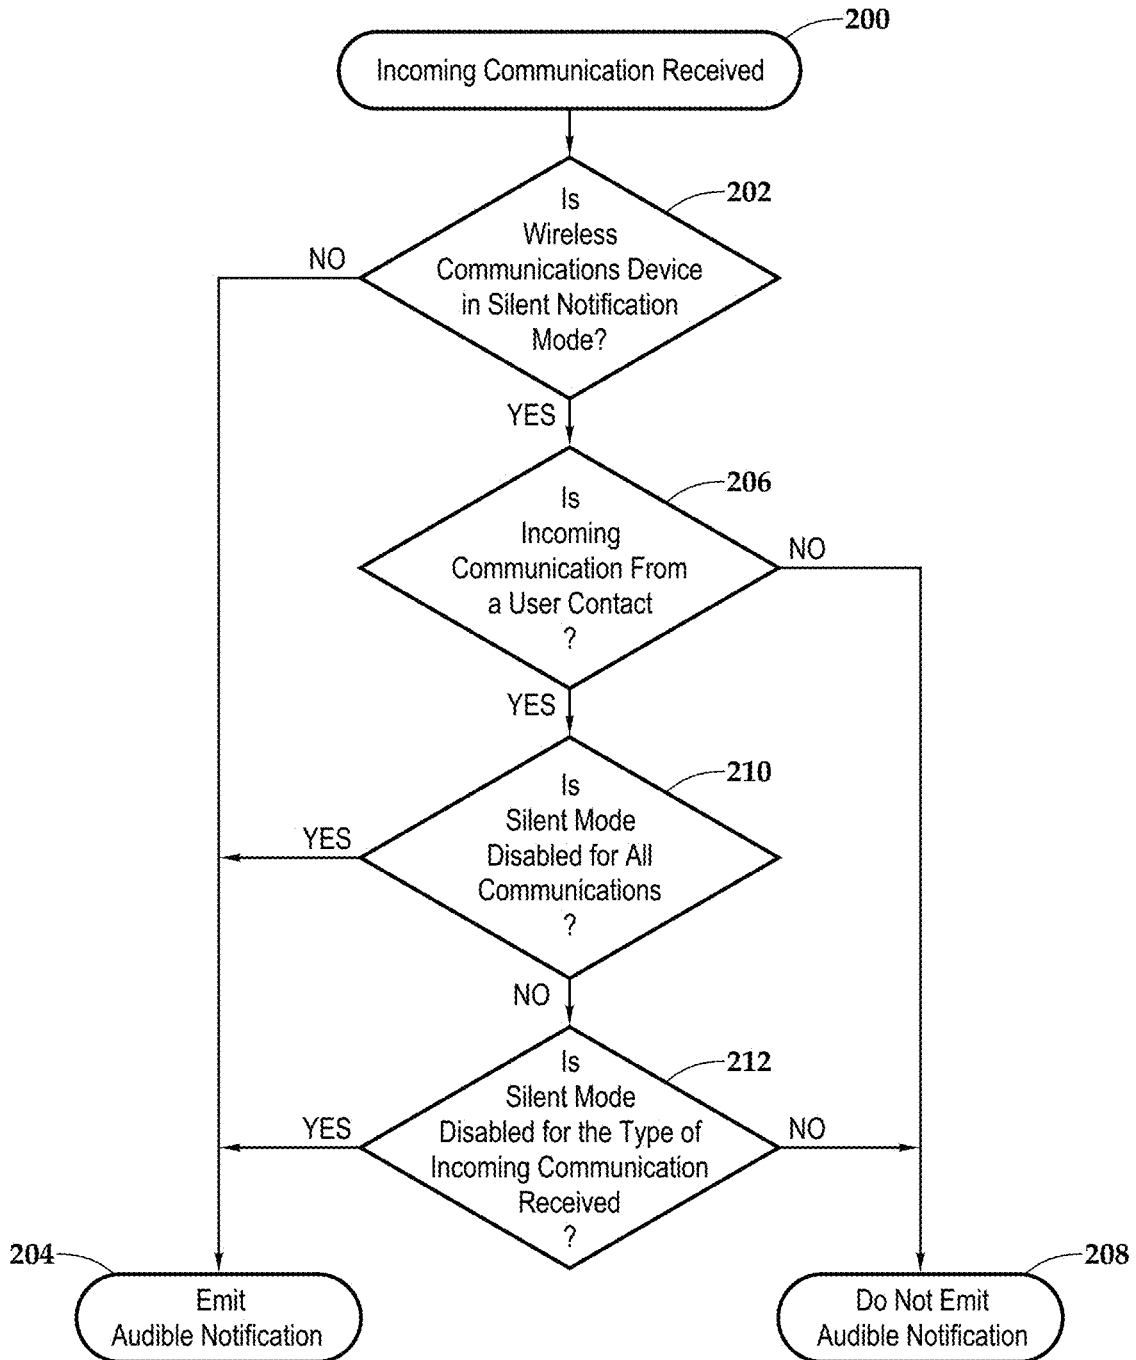 200
Incoming Communication Received
202
Is
Wireless
Communications Device
in Silent Notification
Mode?
NO
YES
206
Is
Incoming
Communication From
a User Contact
?
NO
YES
210
Is
Silent Mode
Disabled for All
Communications
?
YES
NO
212
Is
Silent Mode
Disabled for the Type of
Incoming Communication
Received
?
YES
NO
204
Emit
Audible Notification
208
Do Not Emit
Audible Notification